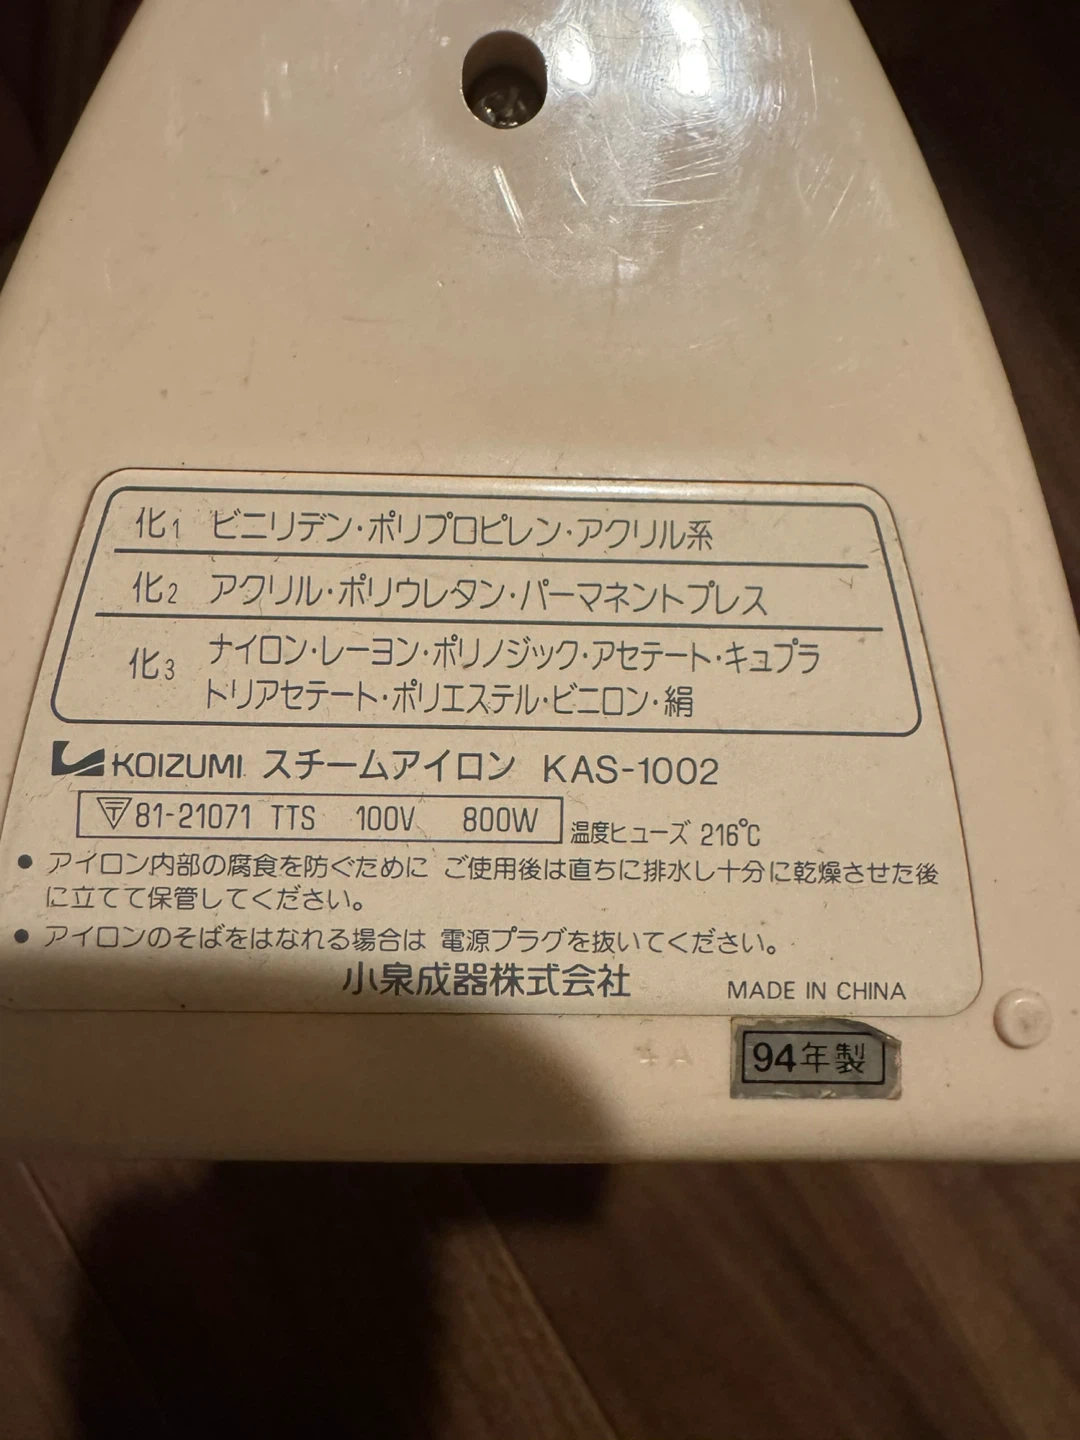 化1 ビニリデン・ポリプロピレン・アクリル系
化2 アクリル・ポリウレタン・パーマネントプレス
化3 ナイロン・レーヨン・ポリノジック・アセテート・キュプラ
トリアセテート・ポリエステル・ビニロン・絹
KOIZUMI スチームアイロン KAS-1002
〒81-21071 TTS 100V 800W 温度ヒューズ 216℃
● アイロン内部の腐食を防ぐために ご使用後は直ちに排水し十分に乾燥させた後
に立てて保管してください。
● アイロンのそばをはなれる場合は 電源プラグを抜いてください。
小泉成器株式会社 MADE IN CHINA
94年製